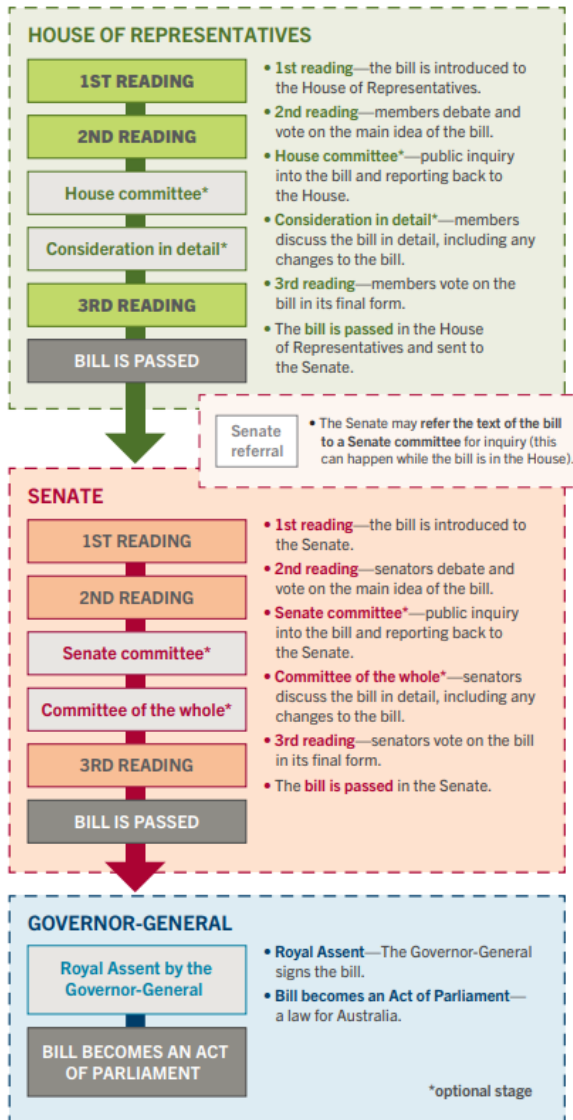 HOUSE OF REPRESENTATIVES
1ST READING
2ND READING
House committee*
Consideration in detail*
3RD READING
BILL IS PASSED
• 1st reading—the bill is introduced to
the House of Representatives.
• 2nd reading—members debate and
vote on the main idea of the bill.
• House committee*—public inquiry
into the bill and reporting back to
the House.
• Consideration in detail*—members
discuss the bill in detail, including any
changes to the bill.
• 3rd reading—members vote on the
bill in its final form.
• The bill is passed in the House
of Representatives and sent to
the Senate.
Senate
referral
• The Senate may refer the text of the bill
to a Senate committee for inquiry (this
can happen while the bill is in the House).
SENATE
1ST READING
2ND READING
Senate committee*
Committee of the whole*
3RD READING
BILL IS PASSED
• 1st reading—the bill is introduced to
the Senate.
• 2nd reading—senators debate and
vote on the main idea of the bill.
• Senate committee*—public inquiry
into the bill and reporting back to
the Senate.
• Committee of the whole*—senators
discuss the bill in detail, including any
changes to the bill.
• 3rd reading—senators vote on the bill
in its final form.
• The bill is passed in the Senate.
GOVERNOR-GENERAL
Royal Assent by the
Governor-General
BILL BECOMES AN ACT
OF PARLIAMENT
• Royal Assent—The Governor-General
signs the bill.
• Bill becomes an Act of Parliament—
a law for Australia.
*optional stage